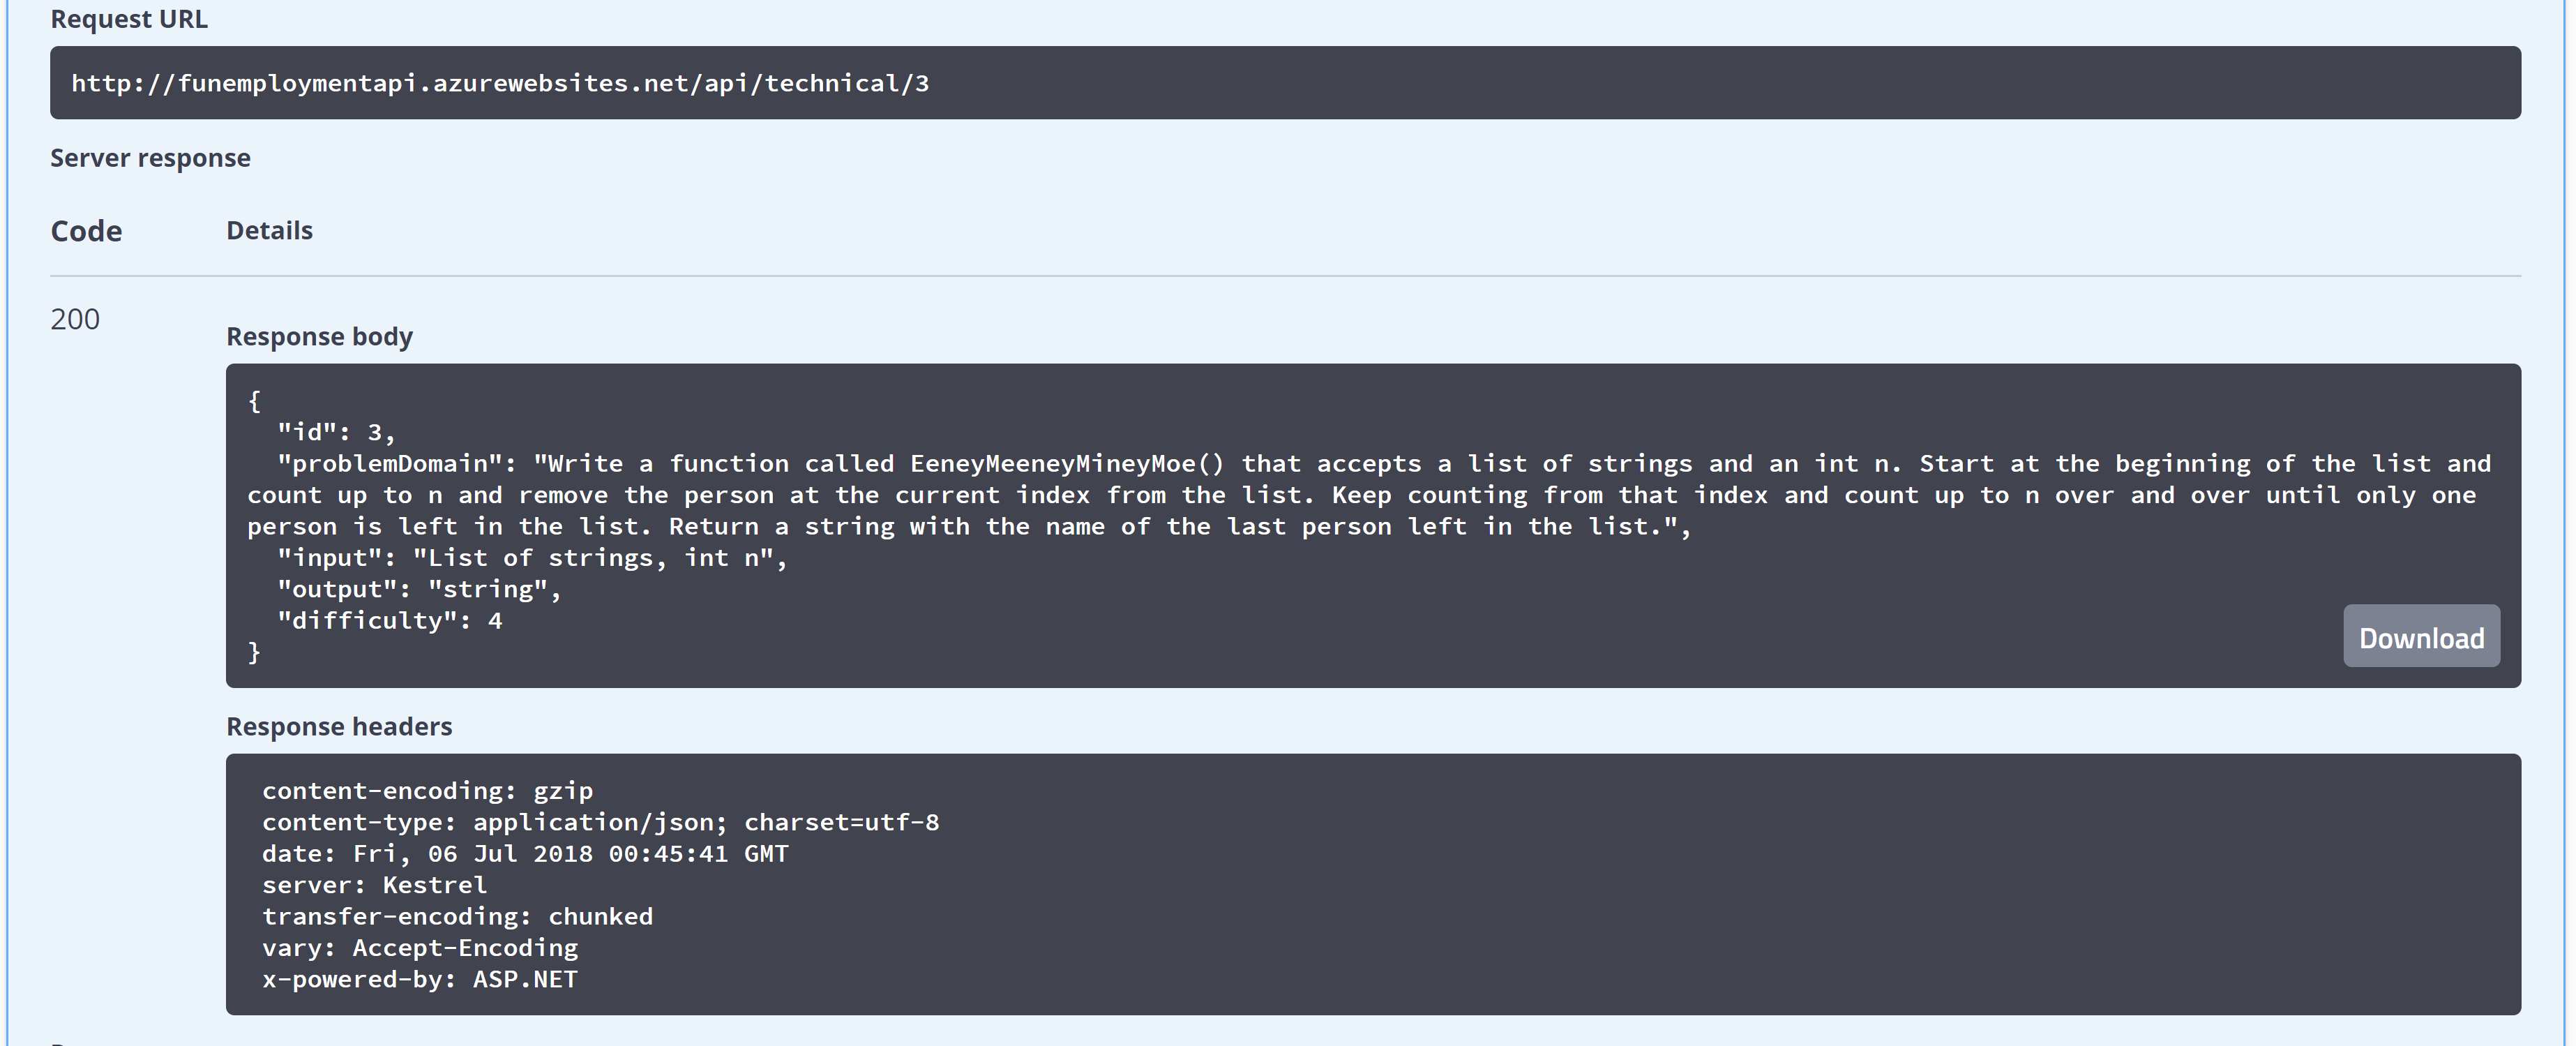 Request URL
http://funemploymentapi.azurewebsites.net/api/technical/3
Server response
Code Details
200
Response body
{
  "id": 3,
  "problemDomain": "Write a function called EeneyMeeneyMineyMoe() that accepts a list of strings and an int n. Start at the beginning of the list and
count up to n and remove the person at the current index from the list. Keep counting from that index and count up to n over and over until only one
person is left in the list. Return a string with the name of the last person left in the list.",
  "input": "List of strings, int n",
  "output": "string",
  "difficulty": 4
}
Download
Response headers
content-encoding: gzip
content-type: application/json; charset=utf-8
date: Fri, 06 Jul 2018 00:45:41 GMT
server: Kestrel
transfer-encoding: chunked
vary: Accept-Encoding
x-powered-by: ASP.NET